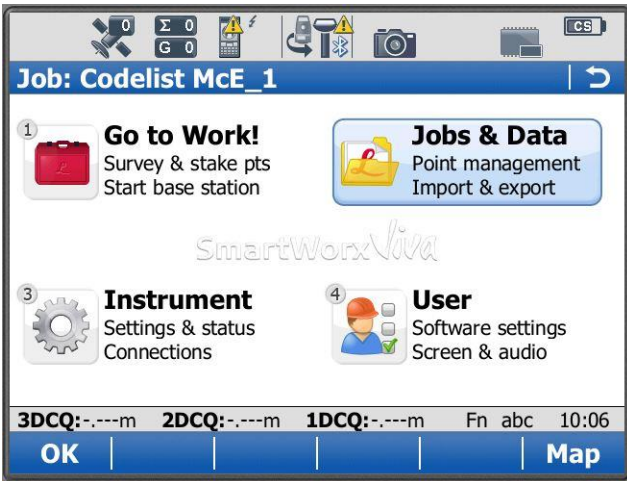 0 Σ 0 CS
G 0
Job: Codelist McE_1
1 Go to Work!
Survey & stake pts
Start base station
Jobs & Data
Point management
Import & export
SmartWorx Viva
3 Instrument
Settings & status
Connections
4 User
Software settings
Screen & audio
3DCQ:-.---m 2DCQ:-.---m 1DCQ:-.---m Fn abc 10:06
OK Map